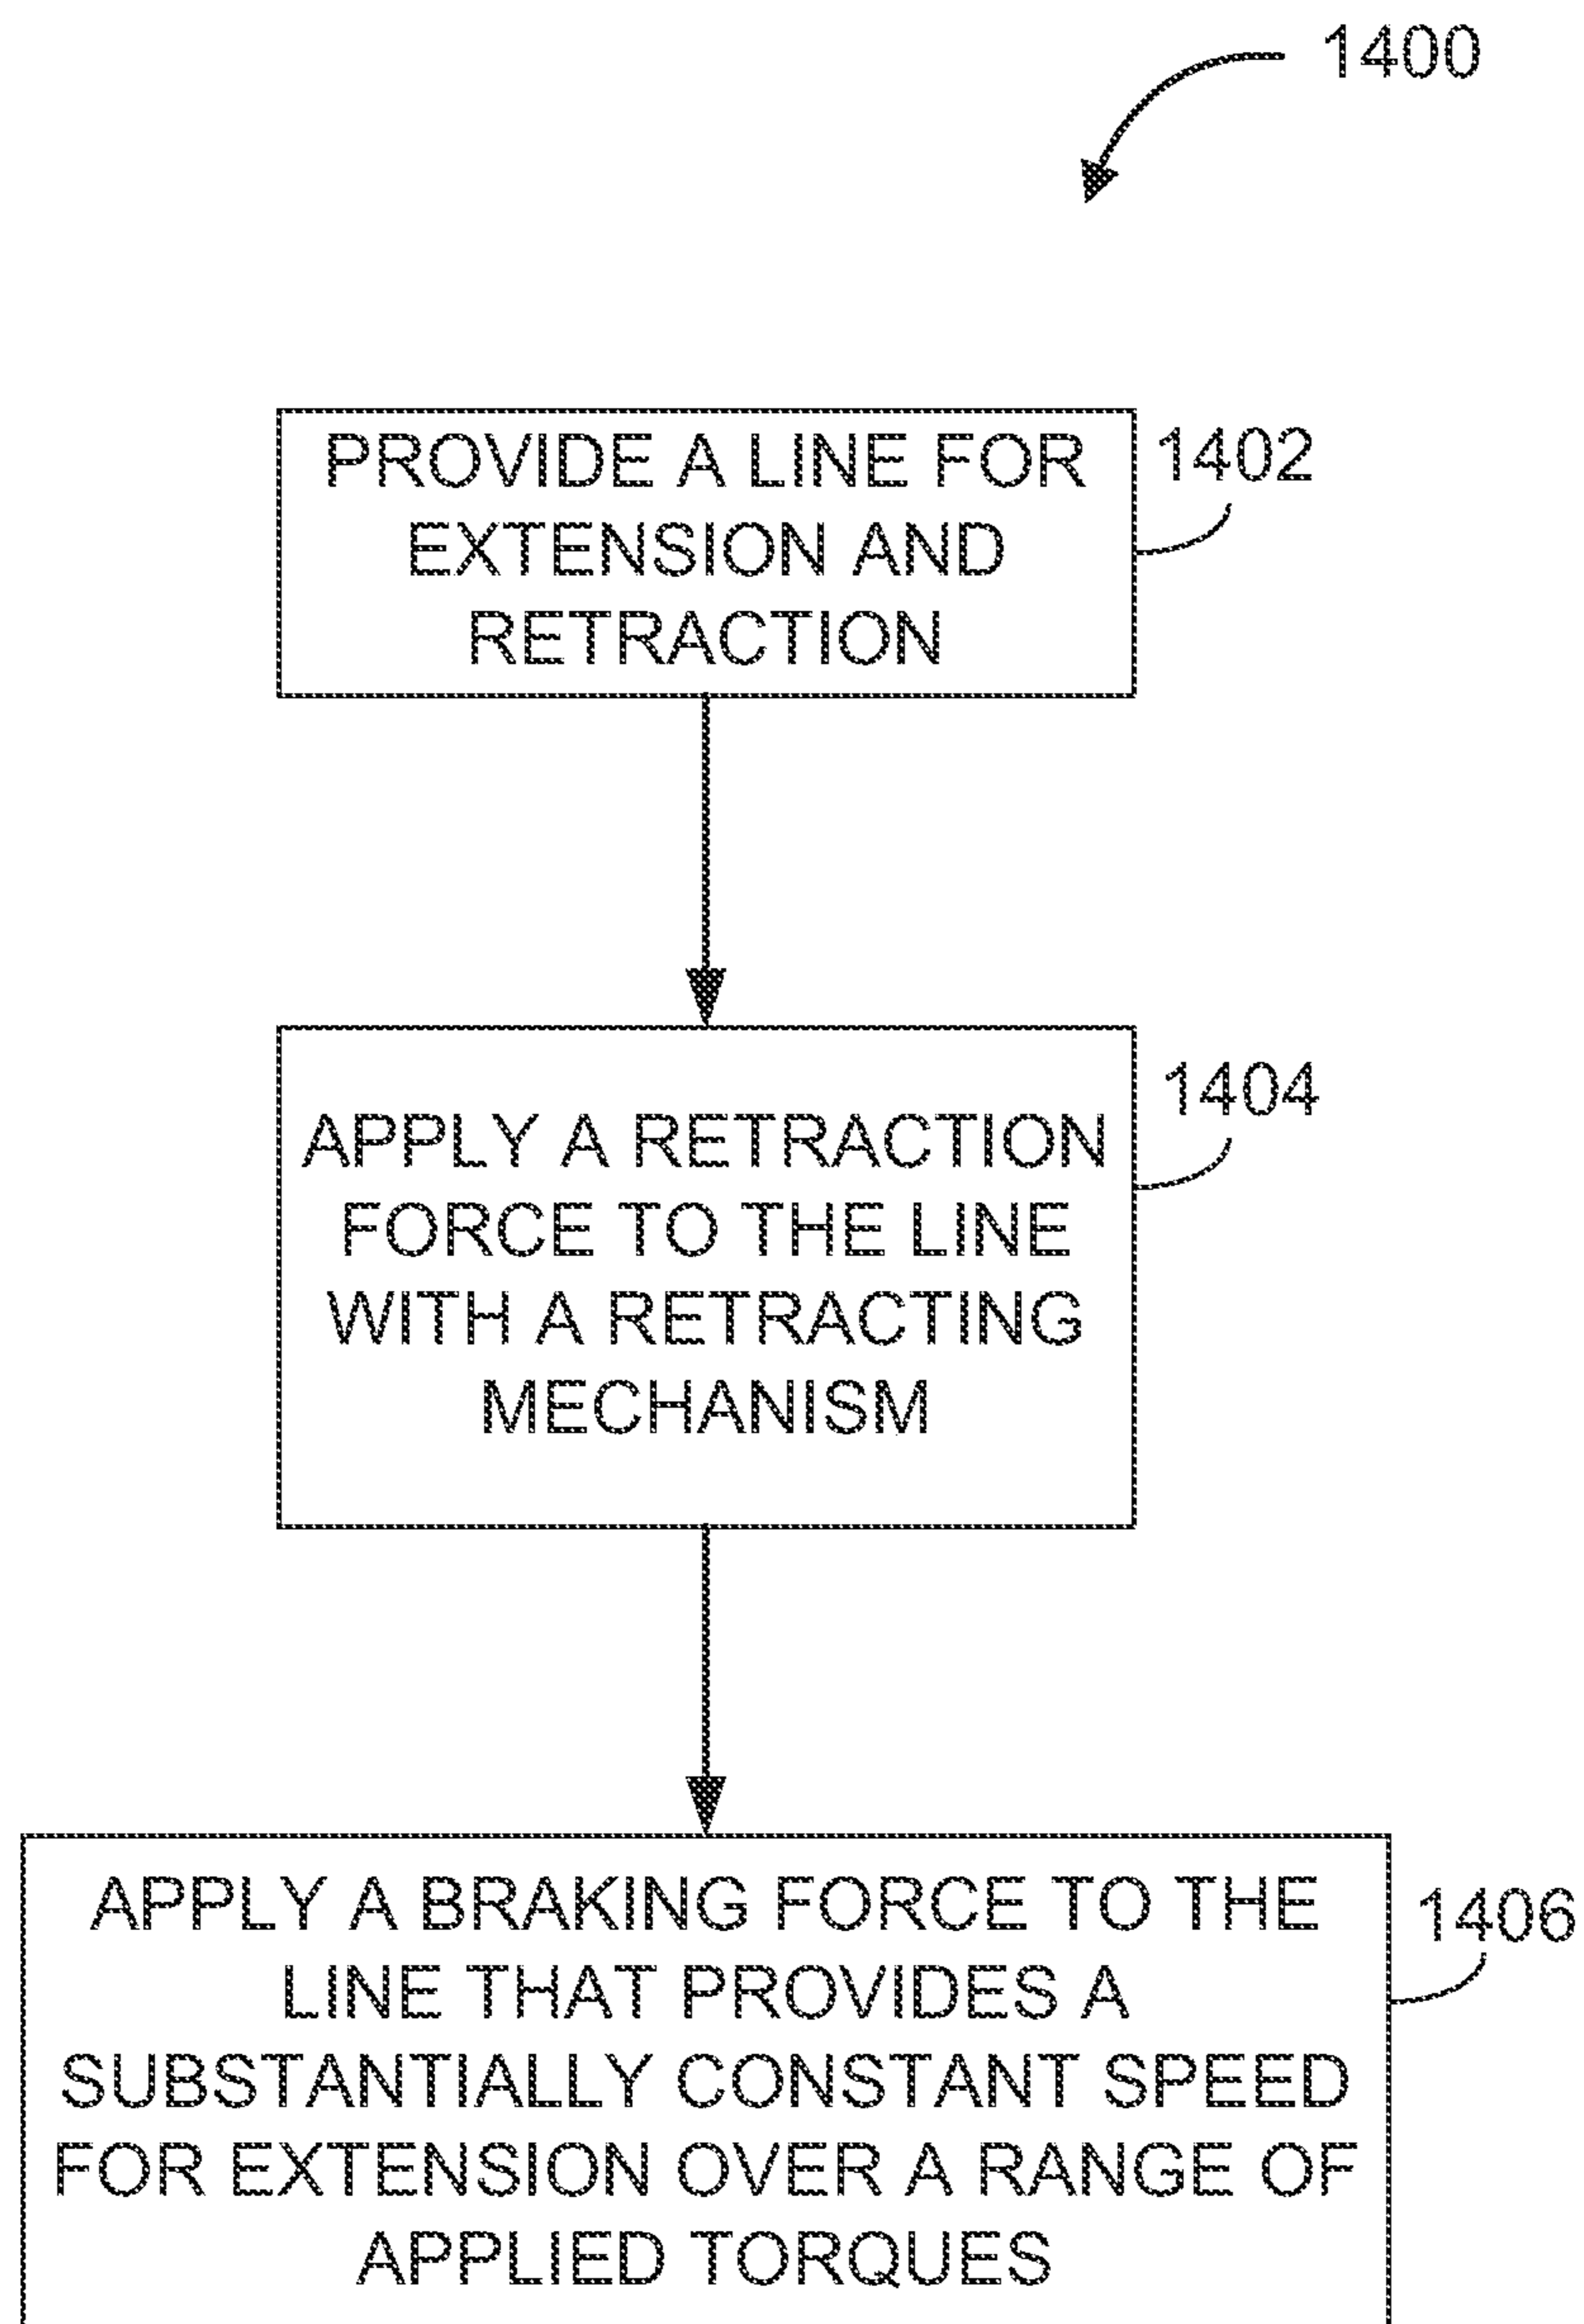 1400
PROVIDE A LINE FOR
EXTENSION AND
RETRACTION
1402
APPLY A RETRACTION
FORCE TO THE LINE
WITH A RETRACTING
MECHANISM
1404
APPLY A BRAKING FORCE TO THE
LINE THAT PROVIDES A
SUBSTANTIALLY CONSTANT SPEED
FOR EXTENSION OVER A RANGE OF
APPLIED TORQUES
1406